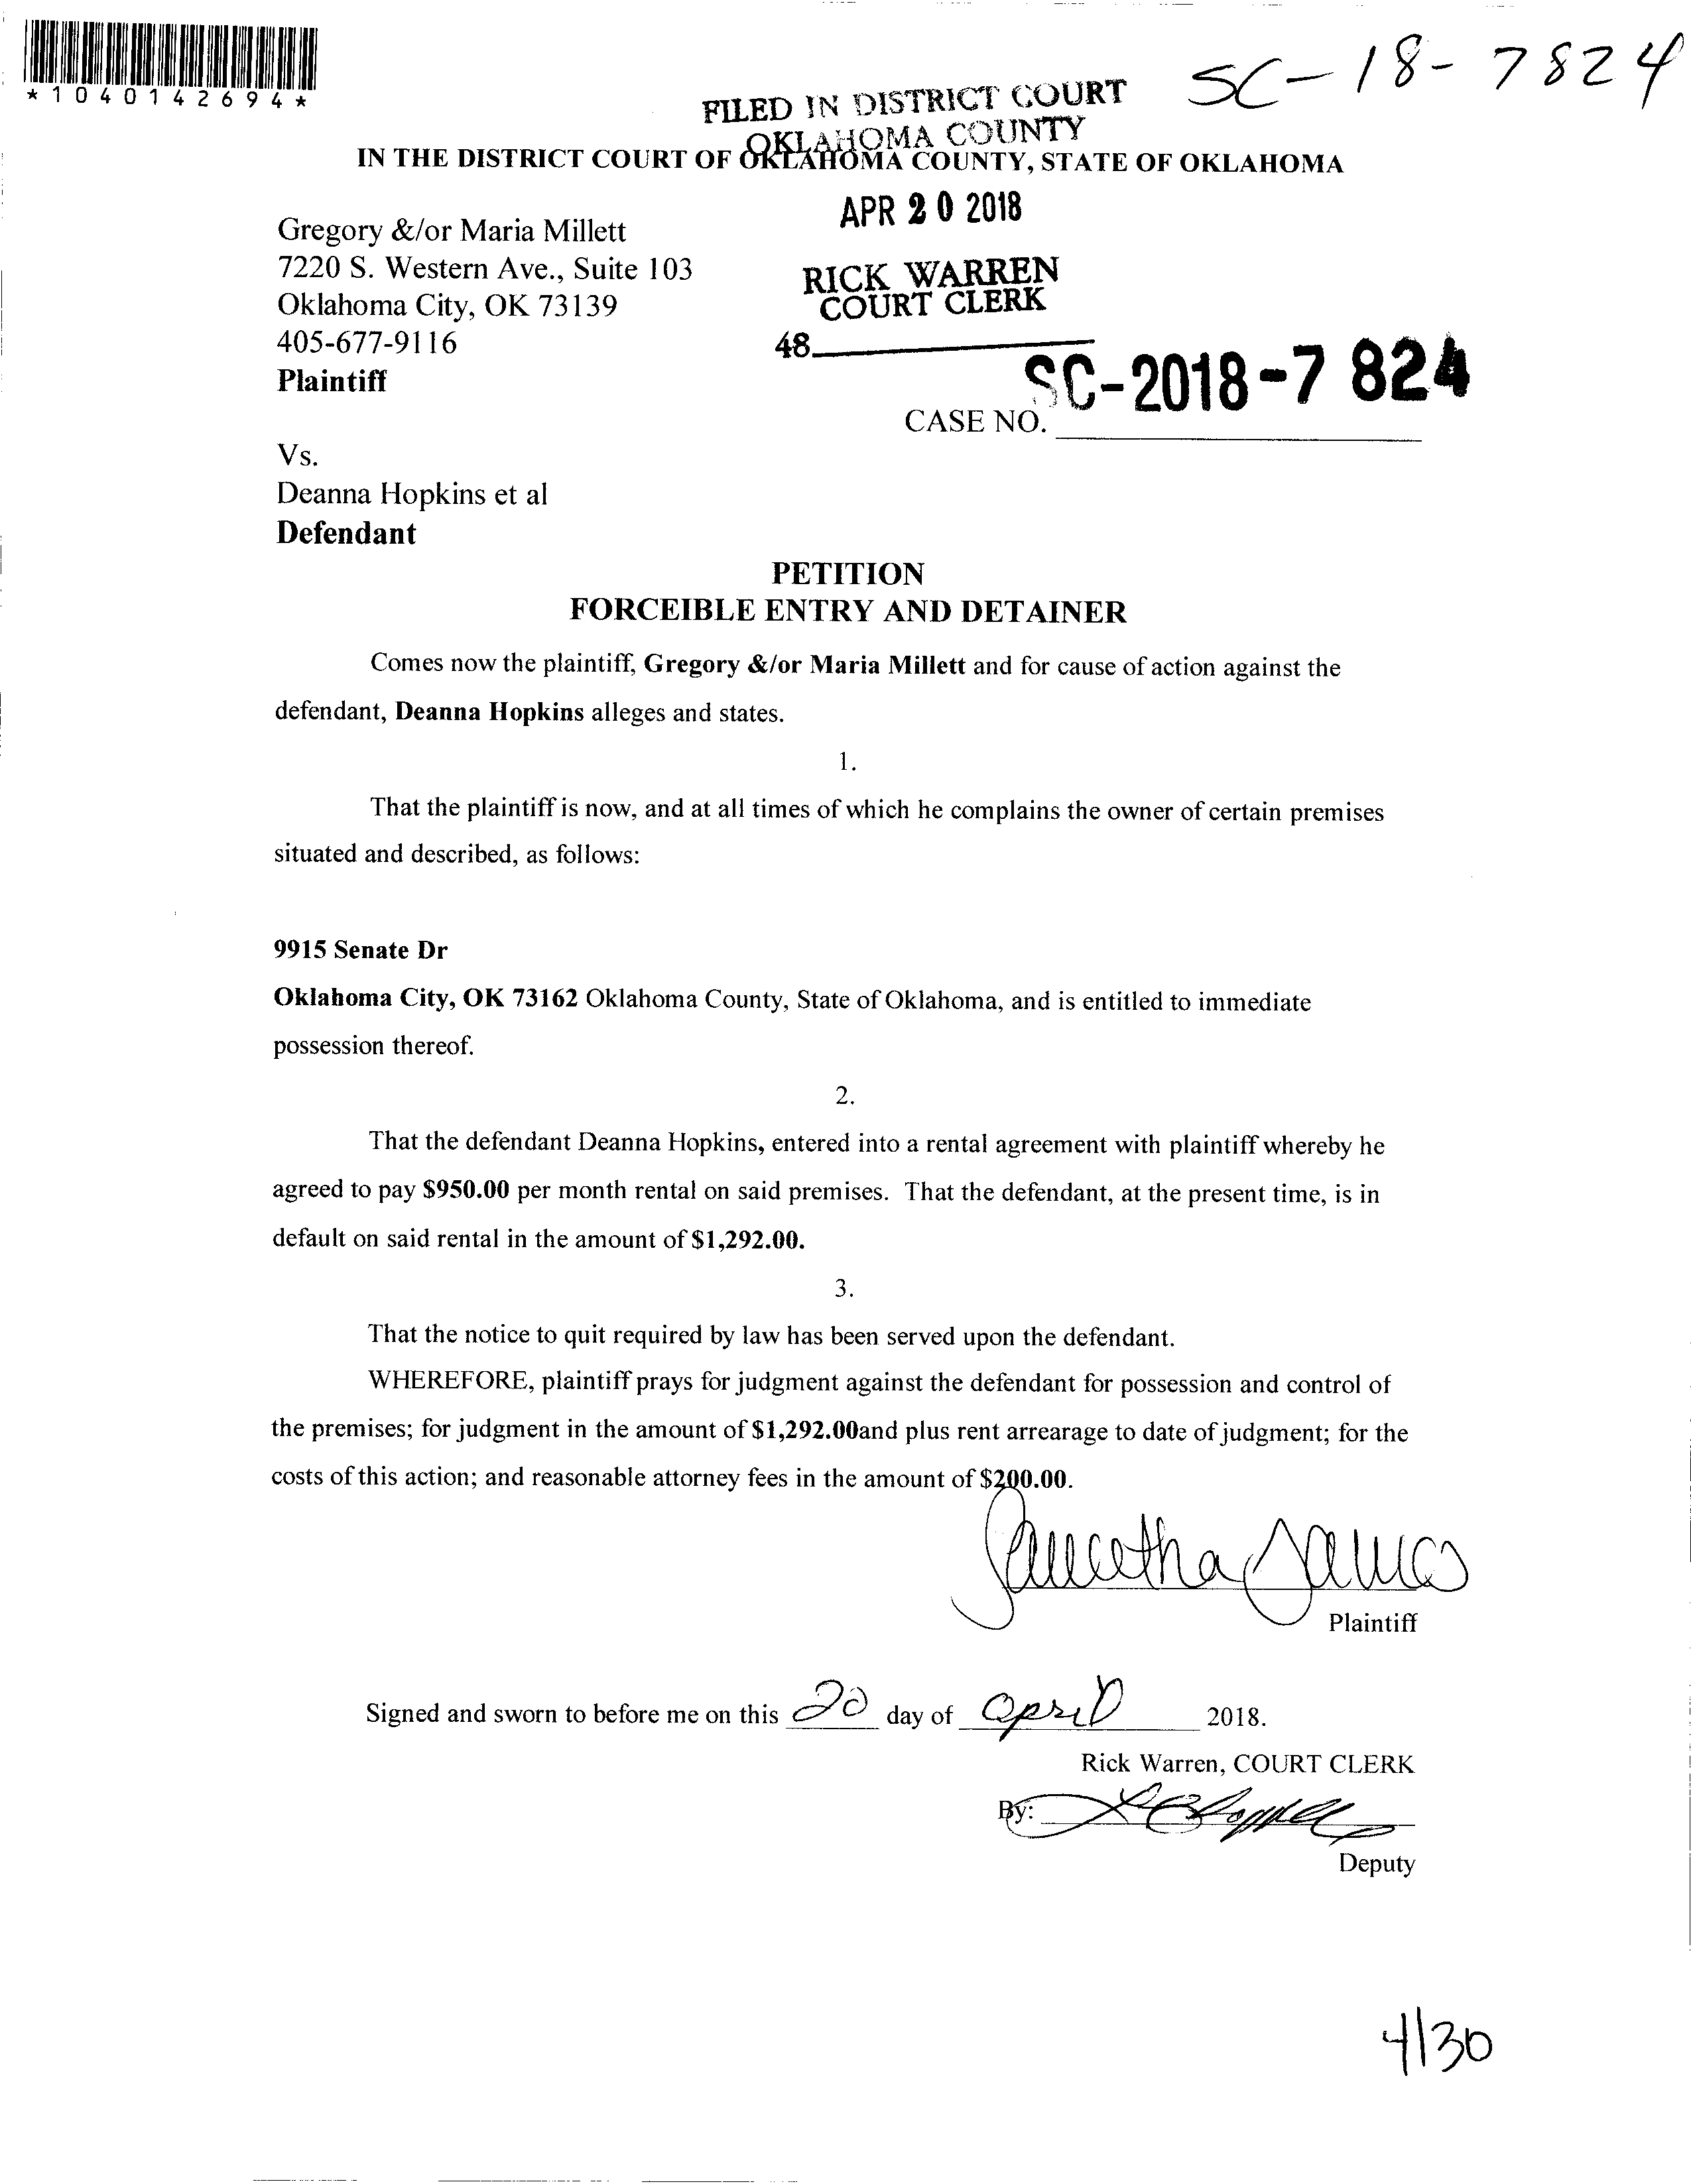 *1040142694*
SC-18-7824
FILED IN DISTRICT COURT
OKLAHOMA COUNTY
IN THE DISTRICT COURT OF OKLAHOMA COUNTY, STATE OF OKLAHOMA
APR 20 2018
Gregory &/or Maria Millett
7220 S. Western Ave., Suite 103
RICK WARREN
COURT CLERK
Oklahoma City, OK 73139
405-677-9116
48
Plaintiff
SC-2018-7 824
CASE NO.
Vs.
Deanna Hopkins et al
Defendant
PETITION
FORCEIBLE ENTRY AND DETAINER
Comes now the plaintiff, Gregory &/or Maria Millett and for cause of action against the
defendant, Deanna Hopkins alleges and states.
1.
That the plaintiff is now, and at all times of which he complains the owner of certain premises
situated and described, as follows:
9915 Senate Dr
Oklahoma City, OK 73162 Oklahoma County, State of Oklahoma, and is entitled to immediate
possession thereof.
2.
That the defendant Deanna Hopkins, entered into a rental agreement with plaintiff whereby he
agreed to pay $950.00 per month rental on said premises. That the defendant, at the present time, is in
default on said rental in the amount of $1,292.00.
3.
That the notice to quit required by law has been served upon the defendant.
WHEREFORE, plaintiff prays for judgment against the defendant for possession and control of
the premises; for judgment in the amount of $1,292.00and plus rent arrearage to date of judgment; for the
costs of this action; and reasonable attorney fees in the amount of $200.00.
Plaintiff
Signed and sworn to before me on this 20 day of April 2018.
Rick Warren, COURT CLERK
By:
Deputy
4/30